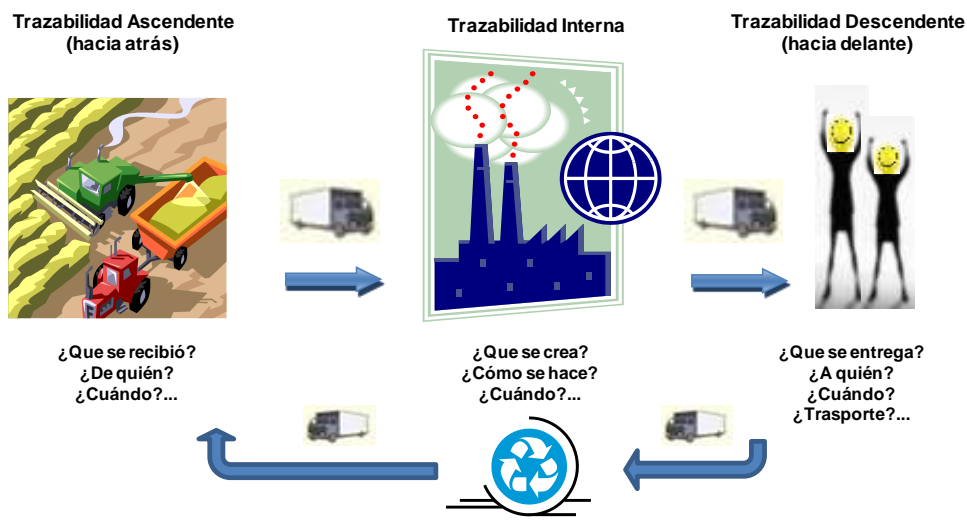 Trazabilidad Ascendente
(hacia atrás)
Trazabilidad Interna
Trazabilidad Descendente
(hacia delante)
¿Que se recibió?
¿De quién?
¿Cuándo?...
¿Que se crea?
¿Cómo se hace?
¿Cuándo?...
¿Que se entrega?
¿A quién?
¿Cuándo?
¿Trasporte?...